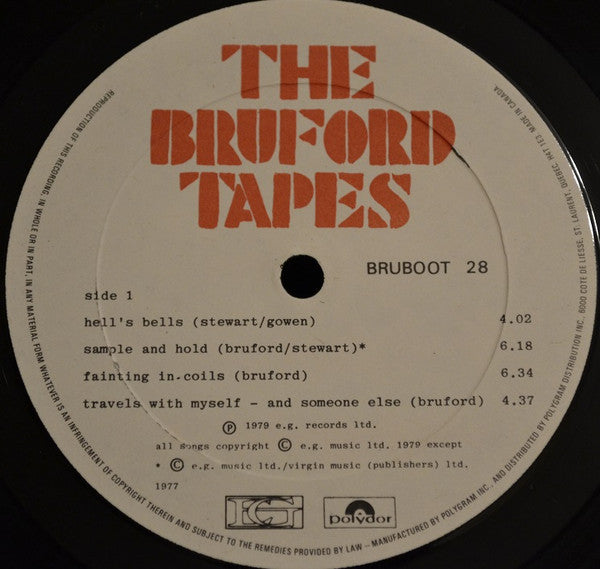 THE
BRUFORD
TAPES
BRUBOOT 28
side 1
hell's bells (stewart/gowen) 4.02
sample and hold (bruford/stewart)* 6.18
fainting in coils (bruford) 6.34
travels with myself - and someone else (bruford) 4.37
Ⓟ 1979 e.g. records ltd.
all songs copyright © e.g. music ltd. 1979 except
* © e.g. music ltd./virgin music (publishers) ltd.
1977
EG polydor
REPRODUCTION OF THIS RECORDING, IN WHOLE OR IN PART, IN ANY MATERIAL FORM WHATEVER IS AN INFRINGEMENT OF COPYRIGHT THEREIN AND SUBJECT TO THE REMEDIES PROVIDED BY LAW – MANUFACTURED BY POLYGRAM INC., AND DISTRIBUTED BY POLYGRAM DISTRIBUTION INC., 6000 COTE DE LIESSE, ST. LAURENT, QUEBEC, H4T 1E3 MADE IN CANADA